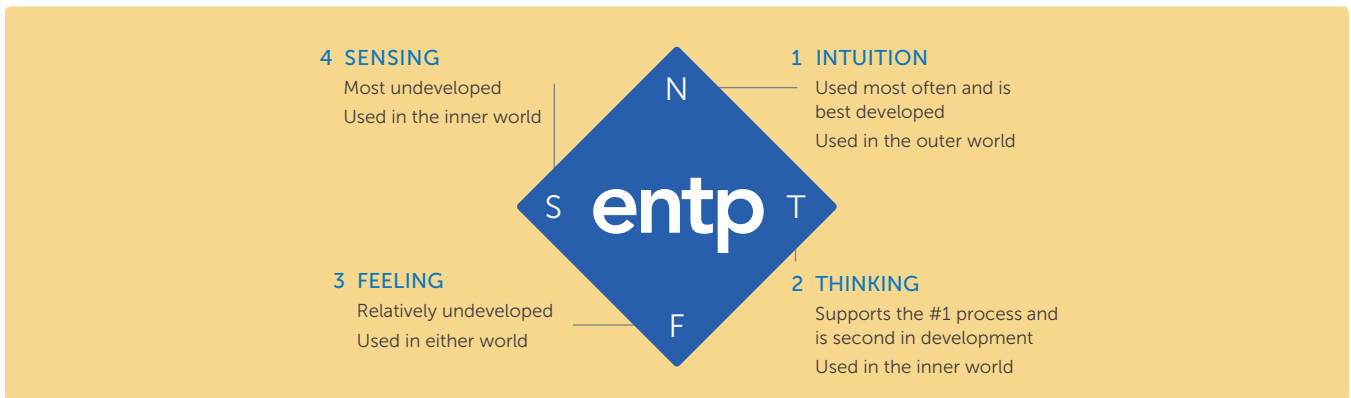 4 SENSING
Most undeveloped
Used in the inner world
1 INTUITION
Used most often and is
best developed
Used in the outer world
N
S
entp
T
3 FEELING
Relatively undeveloped
Used in either world
F
2 THINKING
Supports the #1 process and
is second in development
Used in the inner world